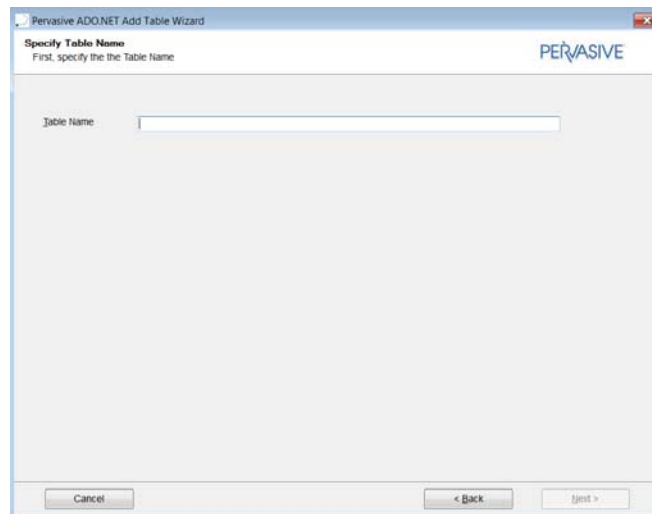 Pervasive ADO.NET Add Table Wizard
Specify Table Name
First, specify the the Table Name
PERVASIVE
Table Name
Cancel
< Back
Next >